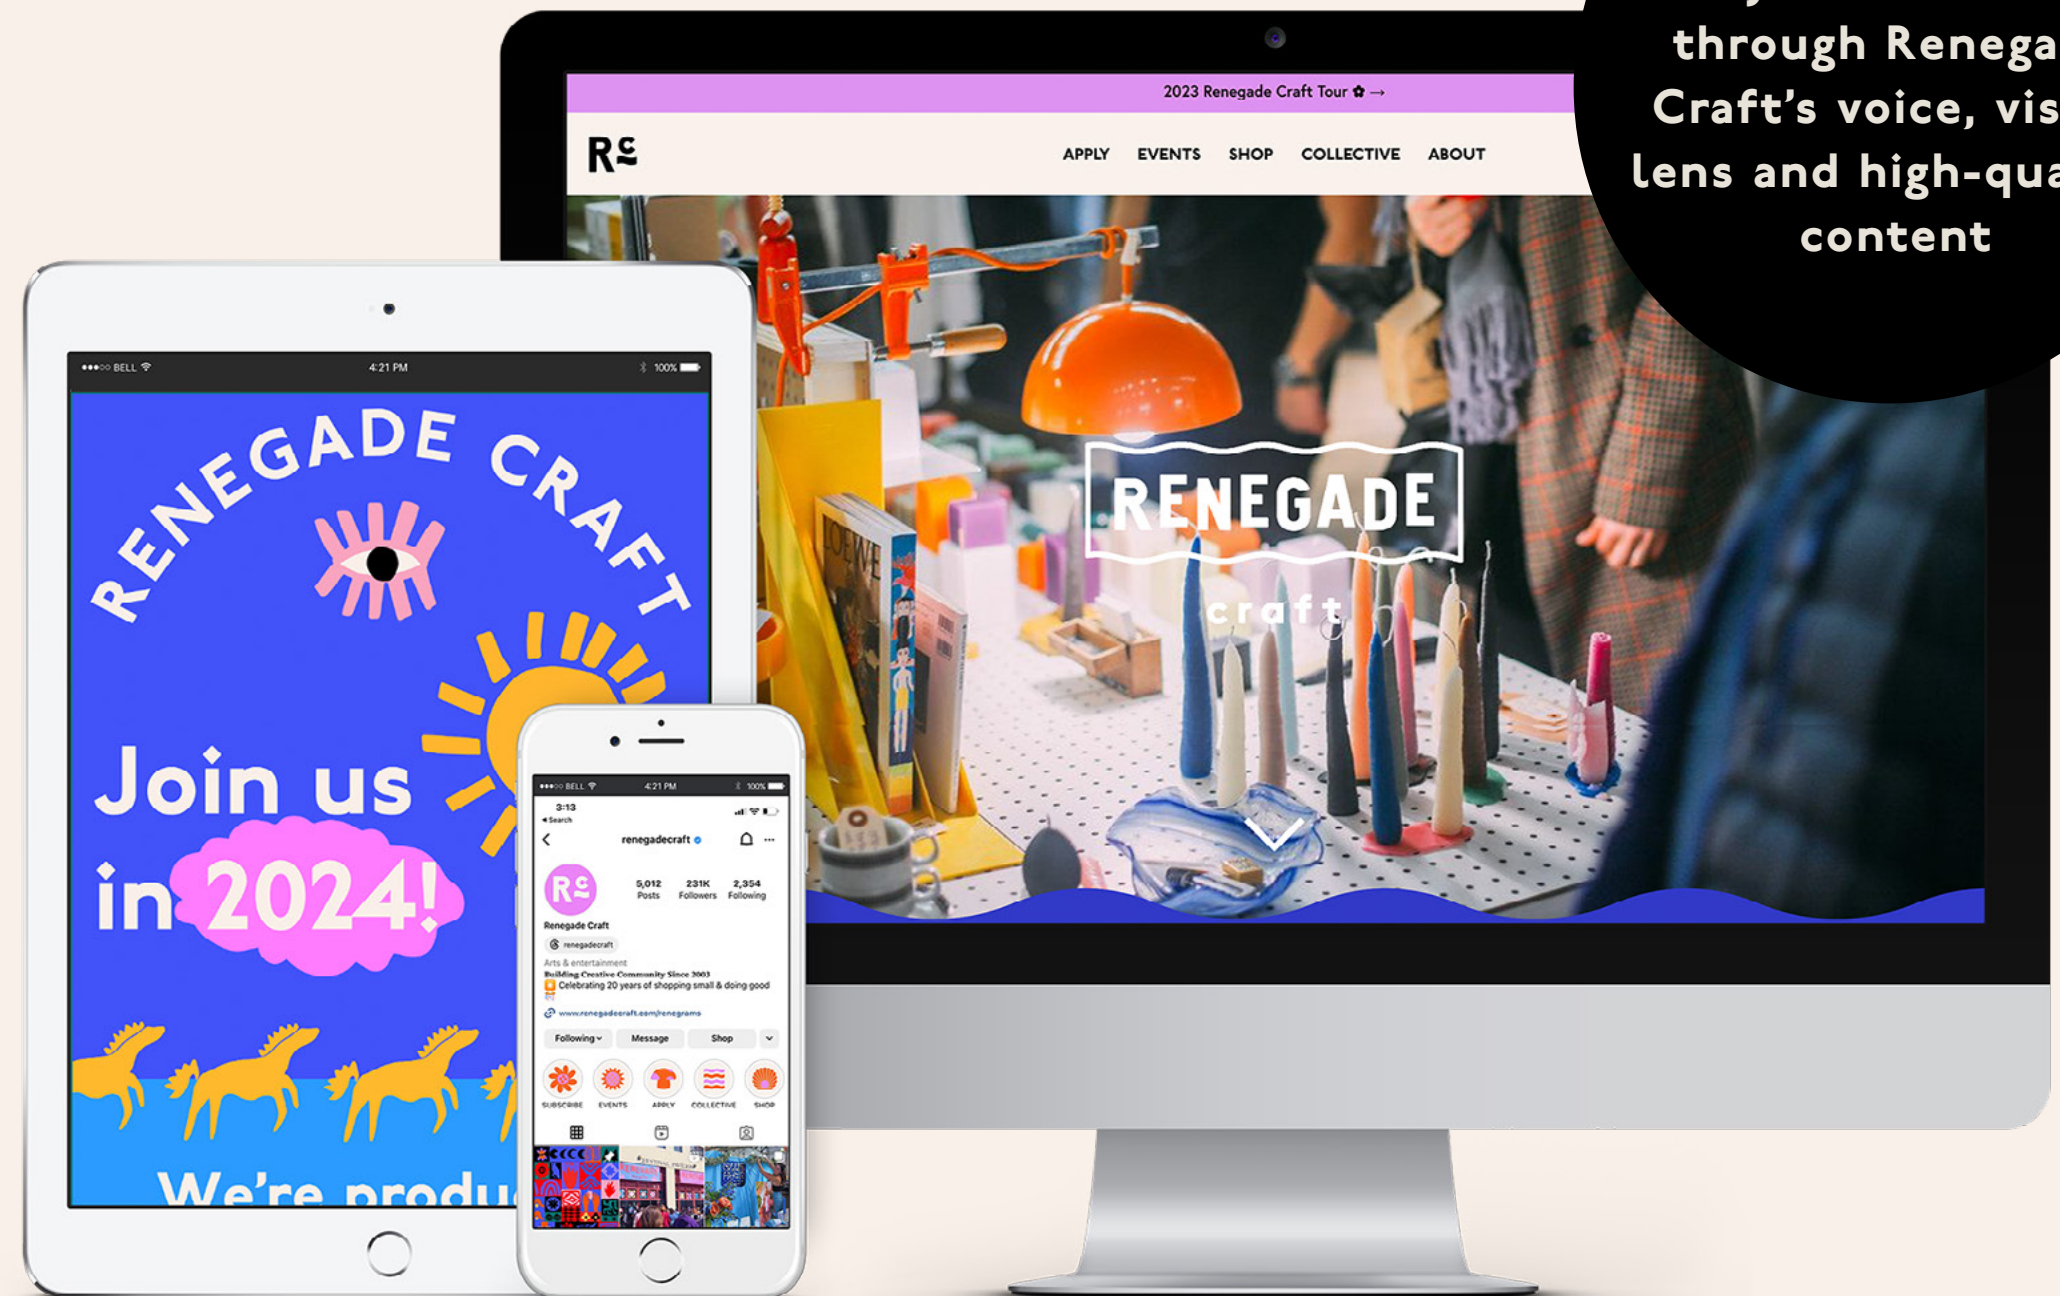 through Renega
Craft's voice, vis
lens and high-qua
content
2023 Renegade Craft Tour →
Rc
APPLY EVENTS SHOP COLLECTIVE ABOUT
LOEWE
RENEGADE
craft
BELL 4:21 PM 100%
RENEGADE CRAFT
Join us
in 2024!
We're produ
BELL 4:21 PM 100%
3:13
Search
renegadecraft
Rc
5,012 231K 2,354
Posts Followers Following
Renegade Craft
renegadecraft
Arts & entertainment
Building Creative Community Since 2003
Celebrating 20 years of shopping small & doing good
www.renegadecraft.com/renegrams
Following Message Shop
SUBSCRIBE EVENTS APPLY COLLECTIVE SHOP